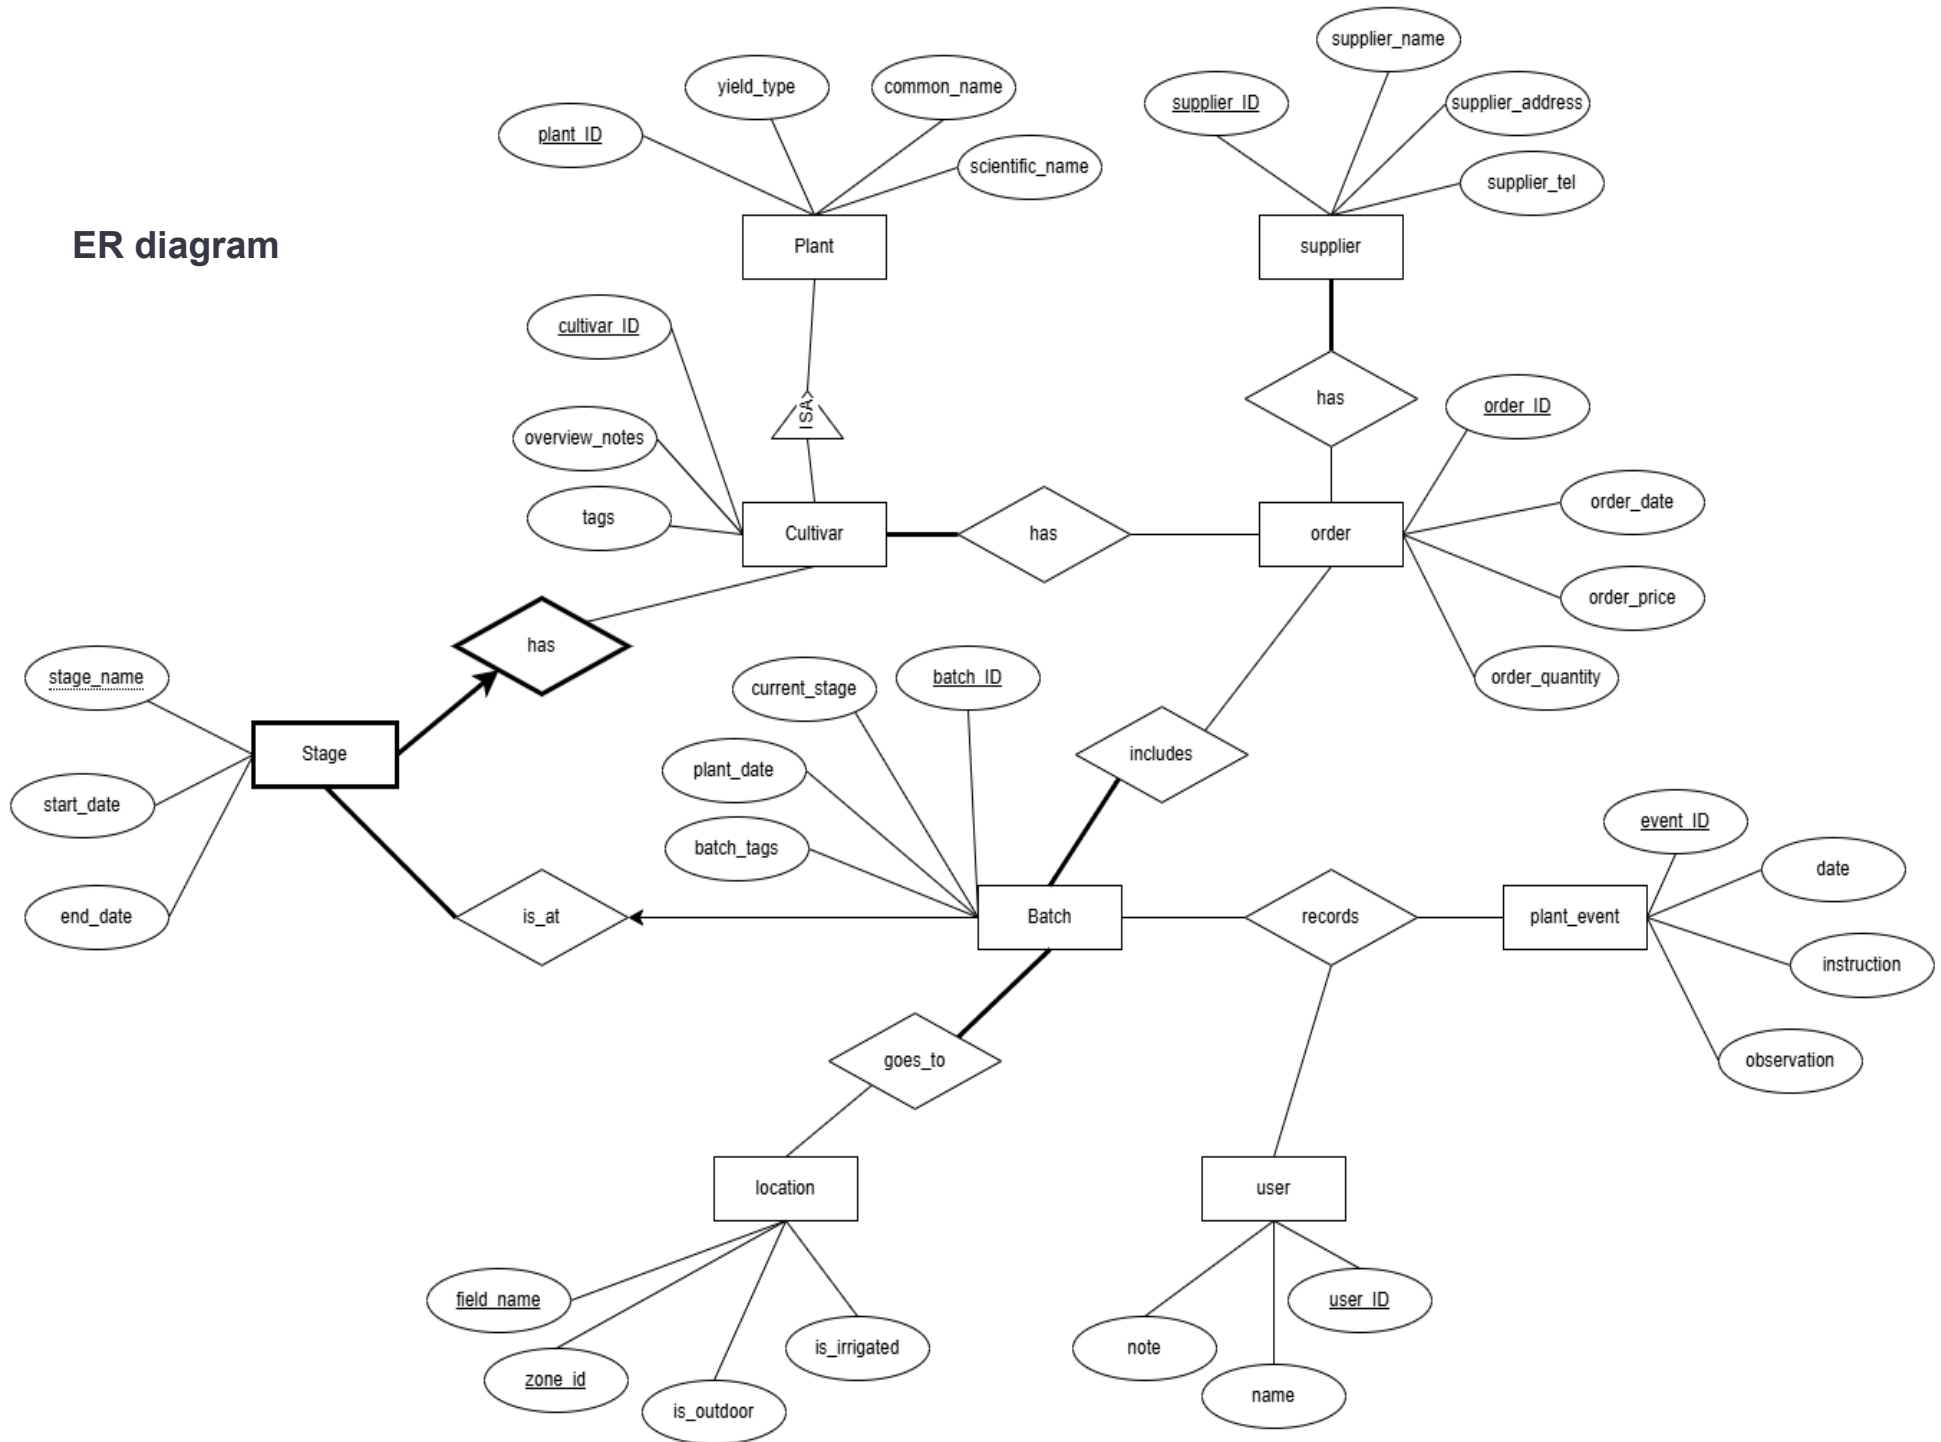 supplier_name
yield_type
common_name
supplier_ID
supplier_address
plant_ID
scientific_name
supplier_tel
ER diagram
Plant
supplier
cultivar_ID
has
order_ID
ISA
overview_notes
order_date
tags
Cultivar
has
order
order_price
has
stage_name
current_stage
batch_ID
order_quantity
Stage
includes
plant_date
start_date
batch_tags
event_ID
date
end_date
is_at
Batch
records
plant_event
instruction
goes_to
observation
location
user
field_name
user_ID
is_irrigated
note
zone_id
name
is_outdoor